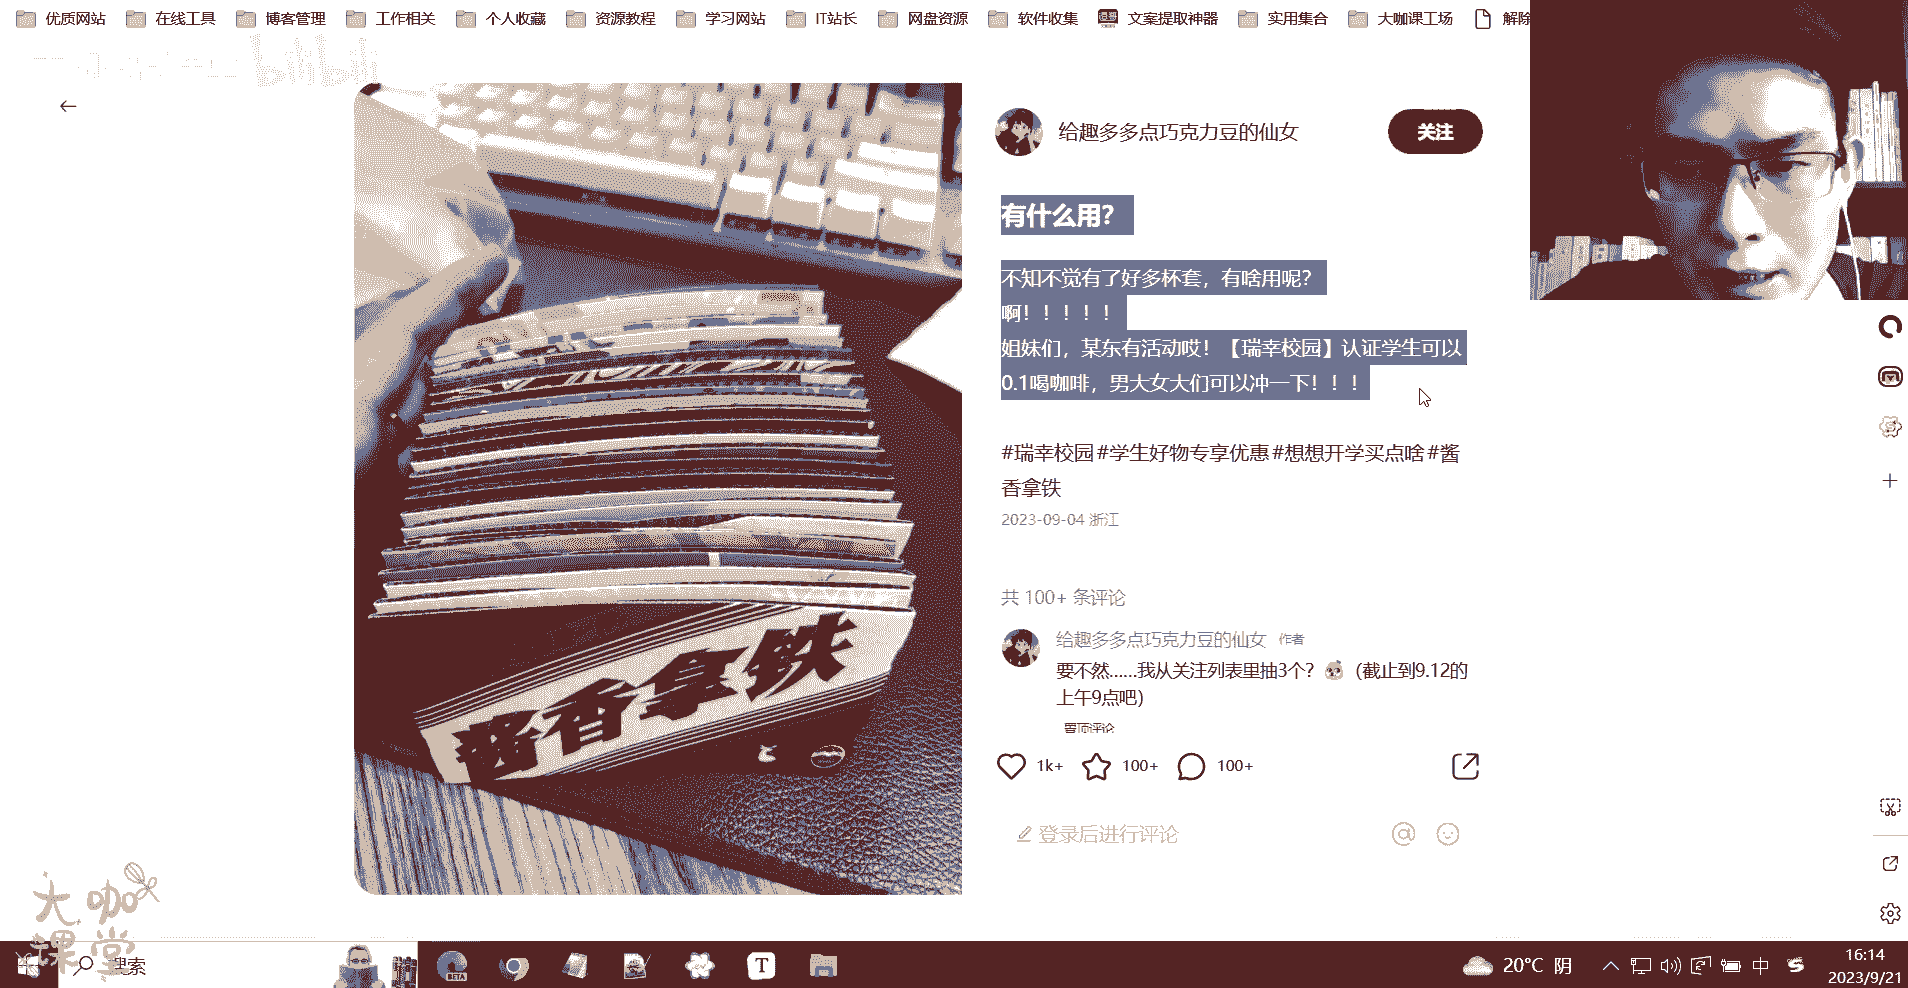 优质网站 在线工具 博客管理 工作相关 个人收藏 资源教程 学习网站 IT站长 网盘资源 软件收集 文案提取神器 实用集合 大咖课工场 解除
bilibili
给趣多多点巧克力豆的仙女
关注
有什么用?
不知不觉有了好多杯套，有啥用呢?
啊！！！！！
姐妹们，某东有活动哎！【瑞幸校园】认证学生可以
0.1喝咖啡，男大女大们可以冲一下！！！
#瑞幸校园#学生好物专享优惠#想想开学买点啥#酱
香拿铁
2023-09-04 浙江
共 100+ 条评论
给趣多多点巧克力豆的仙女 作者
要不然......我从关注列表里抽3个? (截止到9.12的
上午9点吧)
置顶评论
1k+ 100+ 100+
登录后进行评论
酱香拿铁
大咖
课堂
搜索
BETA
T
20°C 阴
中
16:14
2023/9/21